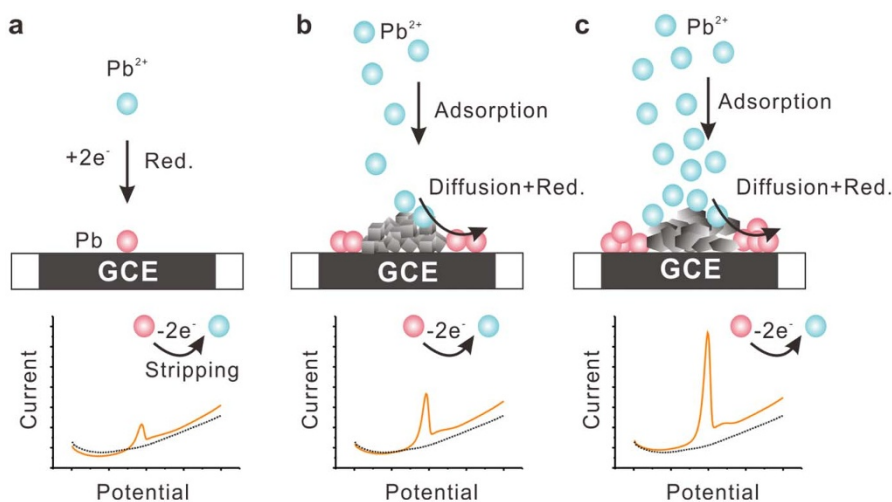 a
Pb²⁺
+2e⁻ Red.
Pb
GCE
-2e⁻
Stripping
Current
Potential
b
Pb²⁺
Adsorption
Diffusion+Red.
GCE
-2e⁻
Current
Potential
c
Pb²⁺
Adsorption
Diffusion+Red.
GCE
-2e⁻
Current
Potential